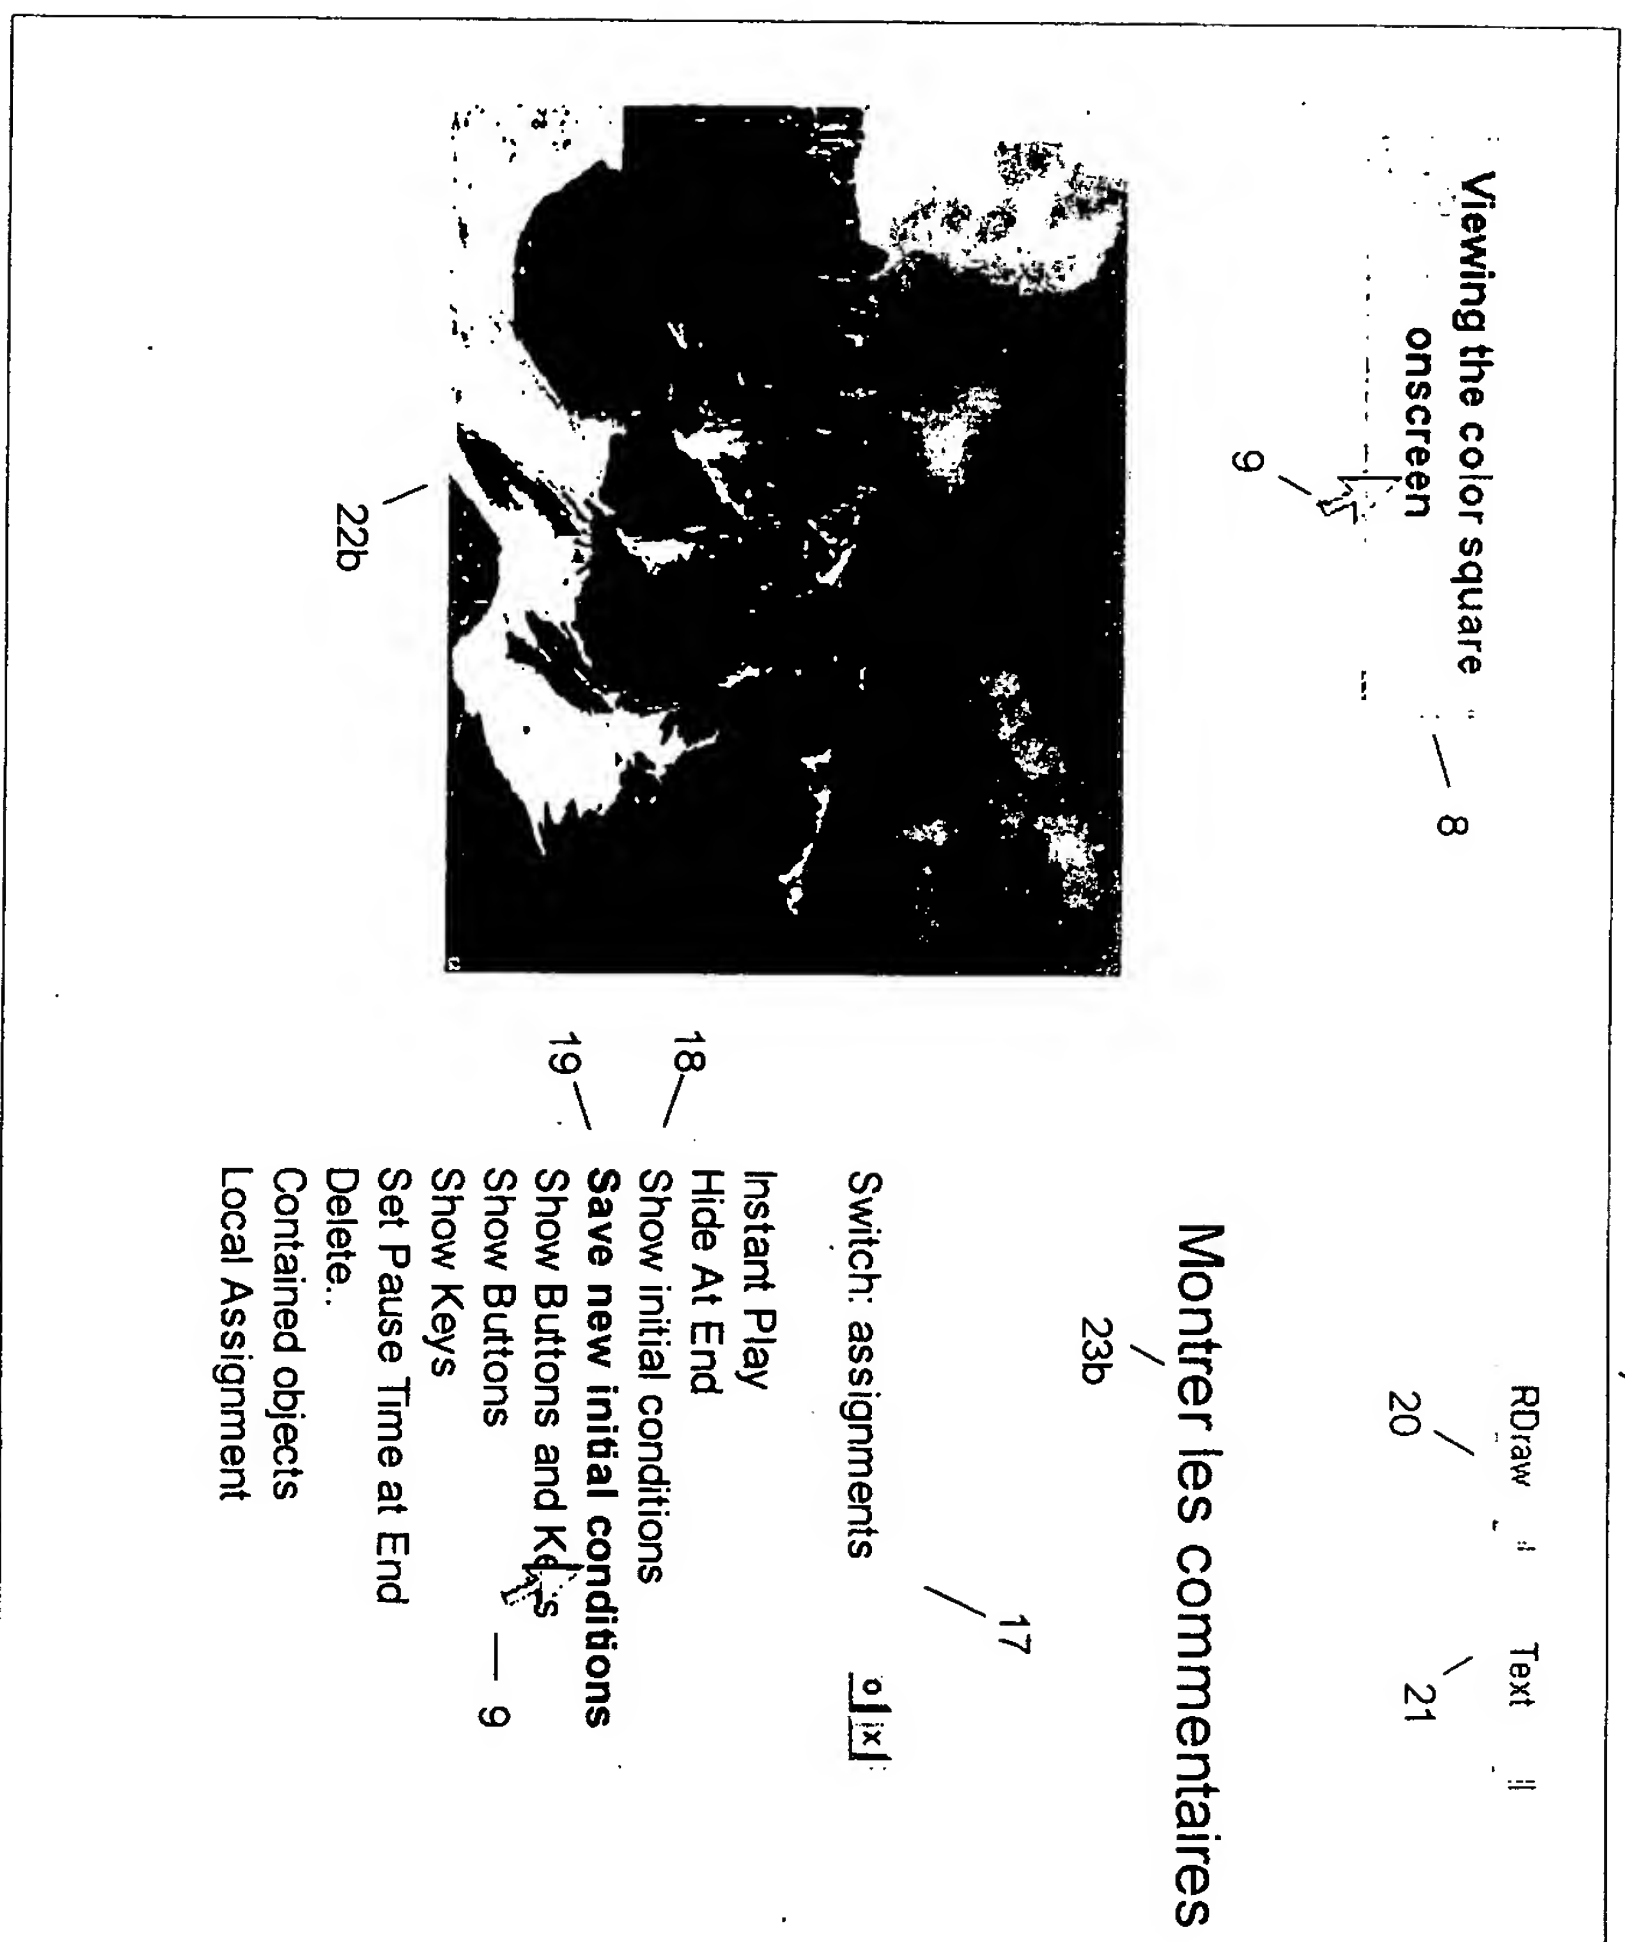 RDraw
Text
20
21
Viewing the color square
onscreen
8
9
Montrer les commentaires
23b
22b
17
Switch: assignments
Instant Play
Hide At End
18
Show initial conditions
19
Save new initial conditions
Show Buttons and
Show Buttons
9
Show Keys
Set Pause Time at End
Delete..
Contained objects
Local Assignment